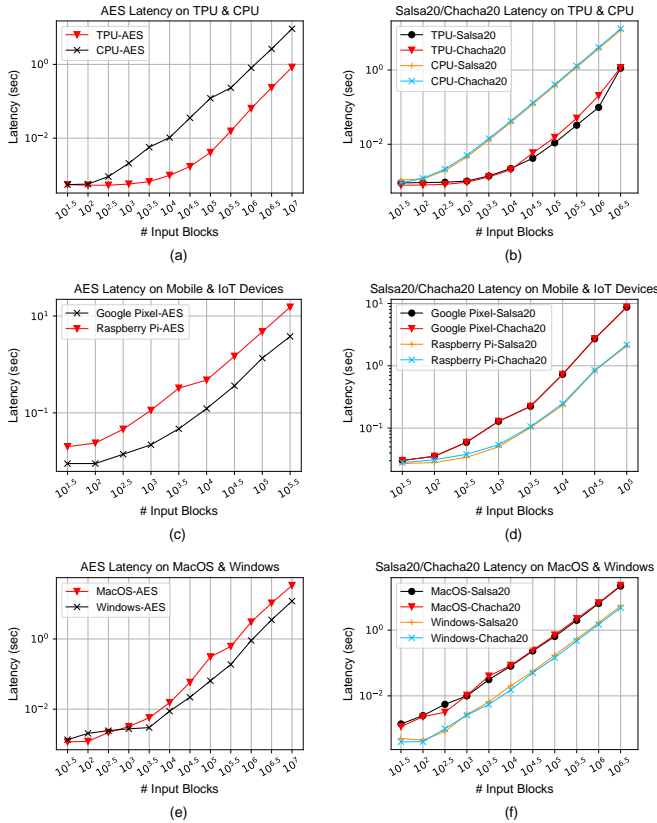 AES Latency on TPU & CPU
TPU-AES
CPU-AES
Latency (sec)
10^0
10^-2
10^1.5 10^2 10^2.5 10^3 10^3.5 10^4 10^4.5 10^5 10^5.5 10^6 10^6.5 10^7
# Input Blocks
(a)
Salsa20/Chacha20 Latency on TPU & CPU
TPU-Salsa20
TPU-Chacha20
CPU-Salsa20
CPU-Chacha20
Latency (sec)
10^0
10^-2
10^1.5 10^2 10^2.5 10^3 10^3.5 10^4 10^4.5 10^5 10^5.5 10^6 10^6.5
# Input Blocks
(b)
AES Latency on Mobile & IoT Devices
Google Pixel-AES
Raspberry Pi-AES
Latency (sec)
10^1
10^-1
10^1.5 10^2 10^2.5 10^3 10^3.5 10^4 10^4.5 10^5 10^5.5
# Input Blocks
(c)
Salsa20/Chacha20 Latency on Mobile & IoT Devices
Google Pixel-Salsa20
Google Pixel-Chacha20
Raspberry Pi-Salsa20
Raspberry Pi-Chacha20
Latency (sec)
10^1
10^0
10^-1
10^1.5 10^2 10^2.5 10^3 10^3.5 10^4 10^4.5 10^5
# Input Blocks
(d)
AES Latency on MacOS & Windows
MacOS-AES
Windows-AES
Latency (sec)
10^0
10^-2
10^1.5 10^2 10^2.5 10^3 10^3.5 10^4 10^4.5 10^5 10^5.5 10^6 10^6.5 10^7
# Input Blocks
(e)
Salsa20/Chacha20 Latency on MacOS & Windows
MacOS-Salsa20
MacOS-Chacha20
Windows-Salsa20
Windows-Chacha20
Latency (sec)
10^0
10^-2
10^1.5 10^2 10^2.5 10^3 10^3.5 10^4 10^4.5 10^5 10^5.5 10^6 10^6.5
# Input Blocks
(f)